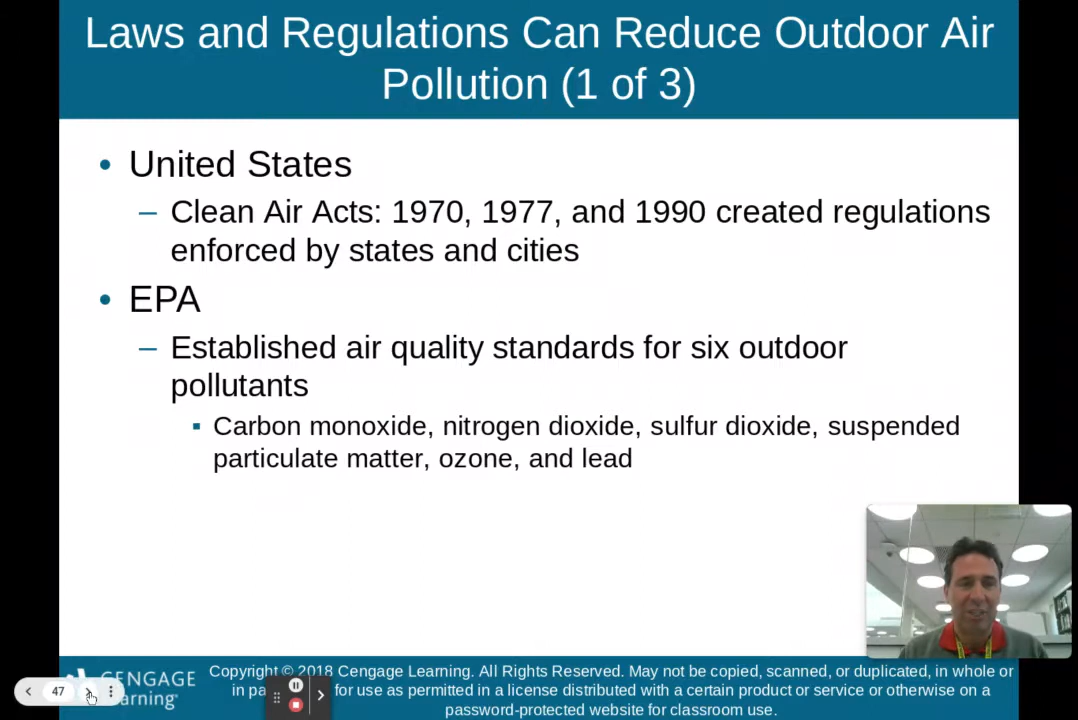 Laws and Regulations Can Reduce Outdoor Air
Pollution (1 of 3)
• United States
– Clean Air Acts: 1970, 1977, and 1990 created regulations
enforced by states and cities
• EPA
– Established air quality standards for six outdoor
pollutants
▪ Carbon monoxide, nitrogen dioxide, sulfur dioxide, suspended
particulate matter, ozone, and lead
CENGAGE
Learning
Copyright © 2018 Cengage Learning. All Rights Reserved. May not be copied, scanned, or duplicated, in whole or
in for use as permitted in a license distributed with a certain product or service or otherwise on a
password-protected website for classroom use.
47